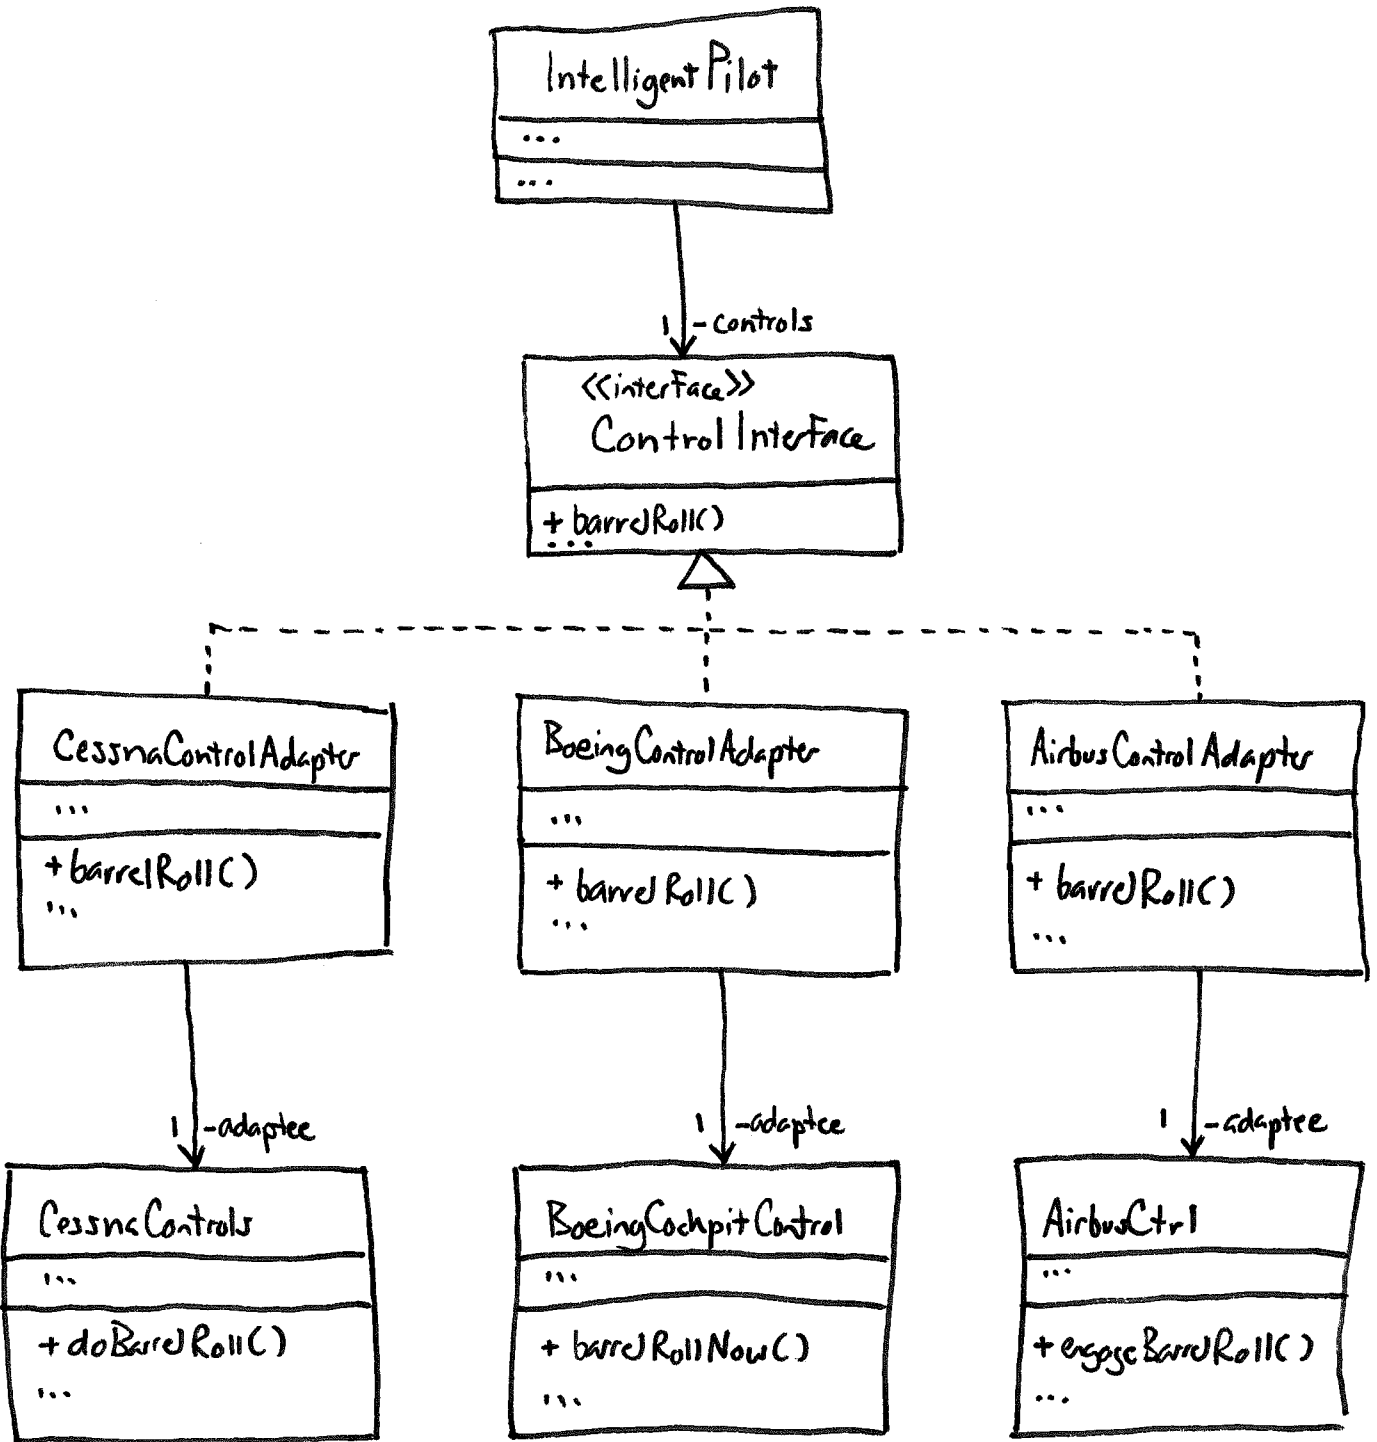 IntelligentPilot
...
...
1 -controls
<<interface>>
ControlInterface
+ barrelRoll()
...
CessnaControlAdapter
...
+ barrelRoll()
...
BoeingControlAdapter
...
+ barrelRoll()
...
AirbusControlAdapter
...
+ barrelRoll()
...
1 -adaptee
1 -adaptee
1 -adaptee
CessnaControls
...
+ doBarrelRoll()
...
BoeingCockpitControl
...
+ barrelRollNow()
...
AirbusCtrl
...
+ engageBarrelRoll()
...